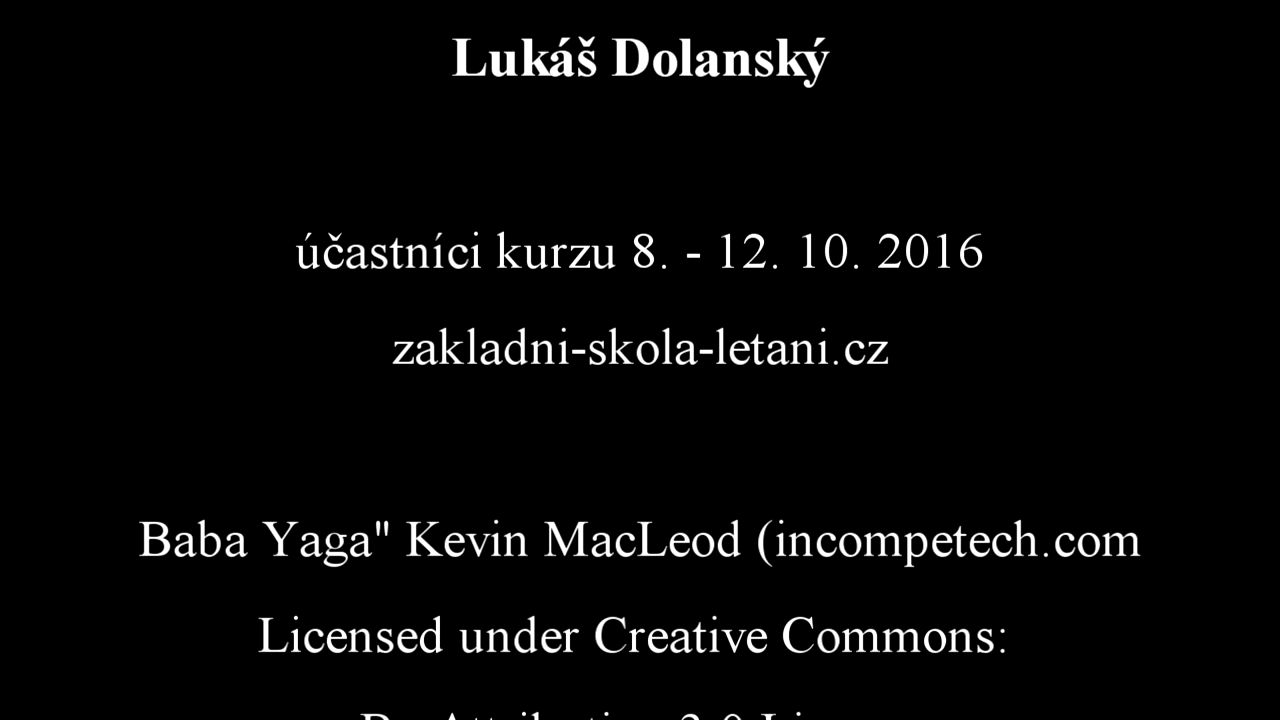 Lukáš Dolanský
účastníci kurzu 8. - 12. 10. 2016
zakladni-skola-letani.cz
Baba Yaga" Kevin MacLeod (incompetech.com
Licensed under Creative Commons: